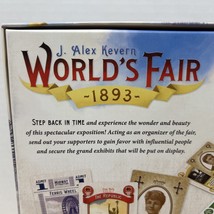 J. Alex Kevern
WORLD'S FAIR
-1893-
STEP BACK IN TIME and experience the wonder and beauty
of this spectacular exposition! Acting as an organizer of the fair,
send out your supporters to gain favor with influential people
and secure the grand exhibits that will be put on display.
FERRIS WHEEL